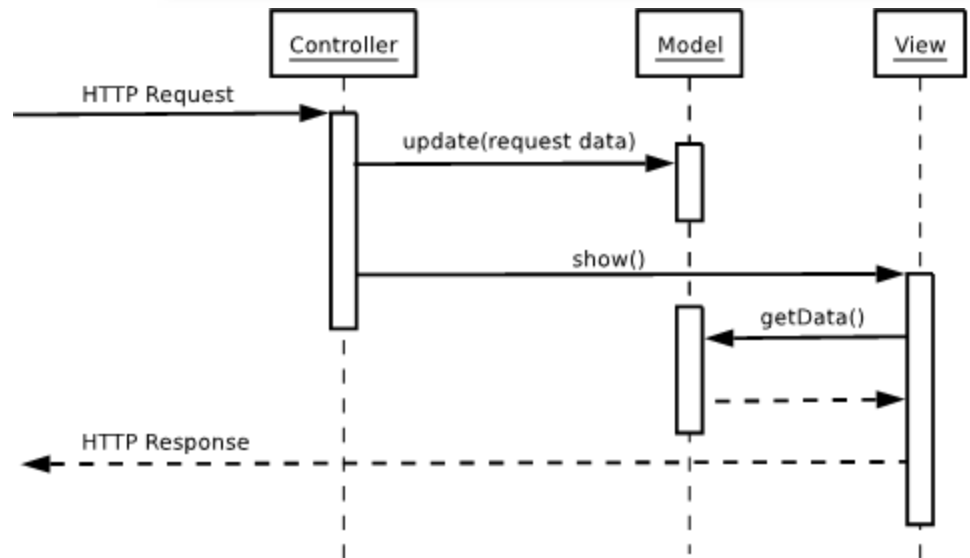 Controller
Model
View
HTTP Request
update(request data)
show()
getData()
HTTP Response